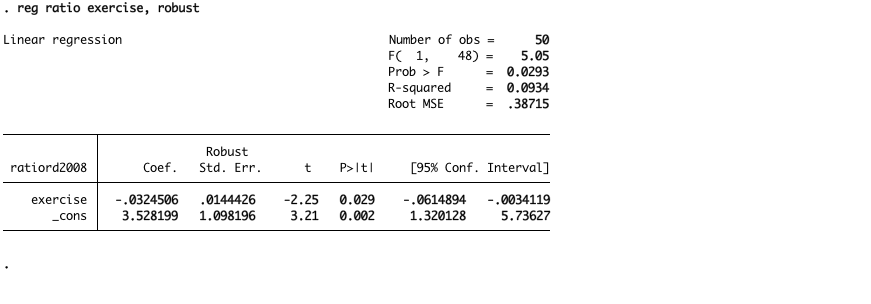 . reg ratio exercise, robust
Linear regression                                      Number of obs =      50
                                                       F(  1,    48) =    5.05
                                                       Prob > F      =  0.0293
                                                       R-squared     =  0.0934
                                                       Root MSE      =  .38715
                             Robust
 ratiord2008        Coef.   Std. Err.      t    P>|t|     [95% Conf. Interval]
    exercise    -.0324506   .0144426    -2.25   0.029    -.0614894   -.0034119
       _cons     3.528199   1.098196     3.21   0.002     1.320128     5.73627
.